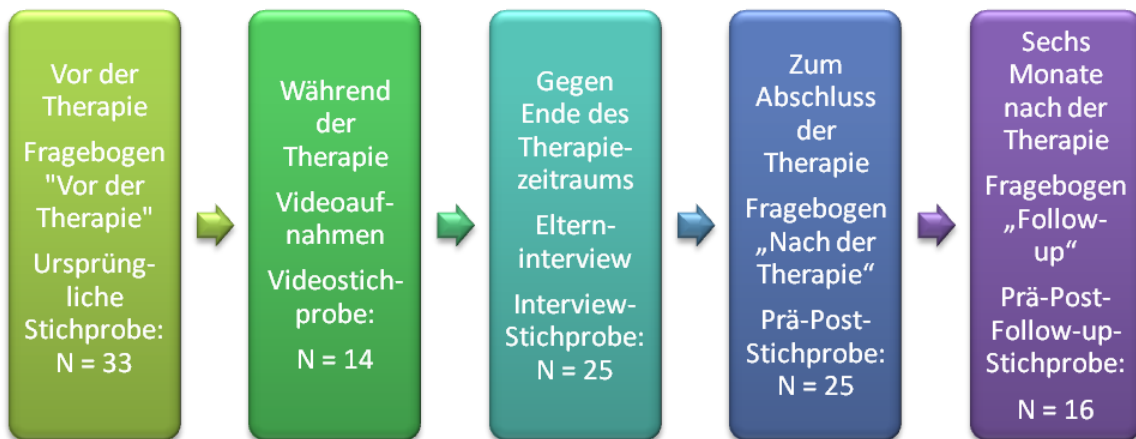 Vor der
Therapie
Fragebogen
"Vor der
Therapie"
Ursprüng-
liche
Stichprobe:
N = 33
Während
der
Therapie
Videoauf-
nahmen
Videostich-
probe:
N = 14
Gegen
Ende des
Therapie-
zeitraums
Eltern-
interview
Interview-
Stichprobe:
N = 25
Zum
Abschluss
der
Therapie
Fragebogen
„Nach der
Therapie“
Prä-Post-
Stichprobe:
N = 25
Sechs
Monate
nach der
Therapie
Fragebogen
„Follow-
up“
Prä-Post-
Follow-up-
Stichprobe:
N = 16